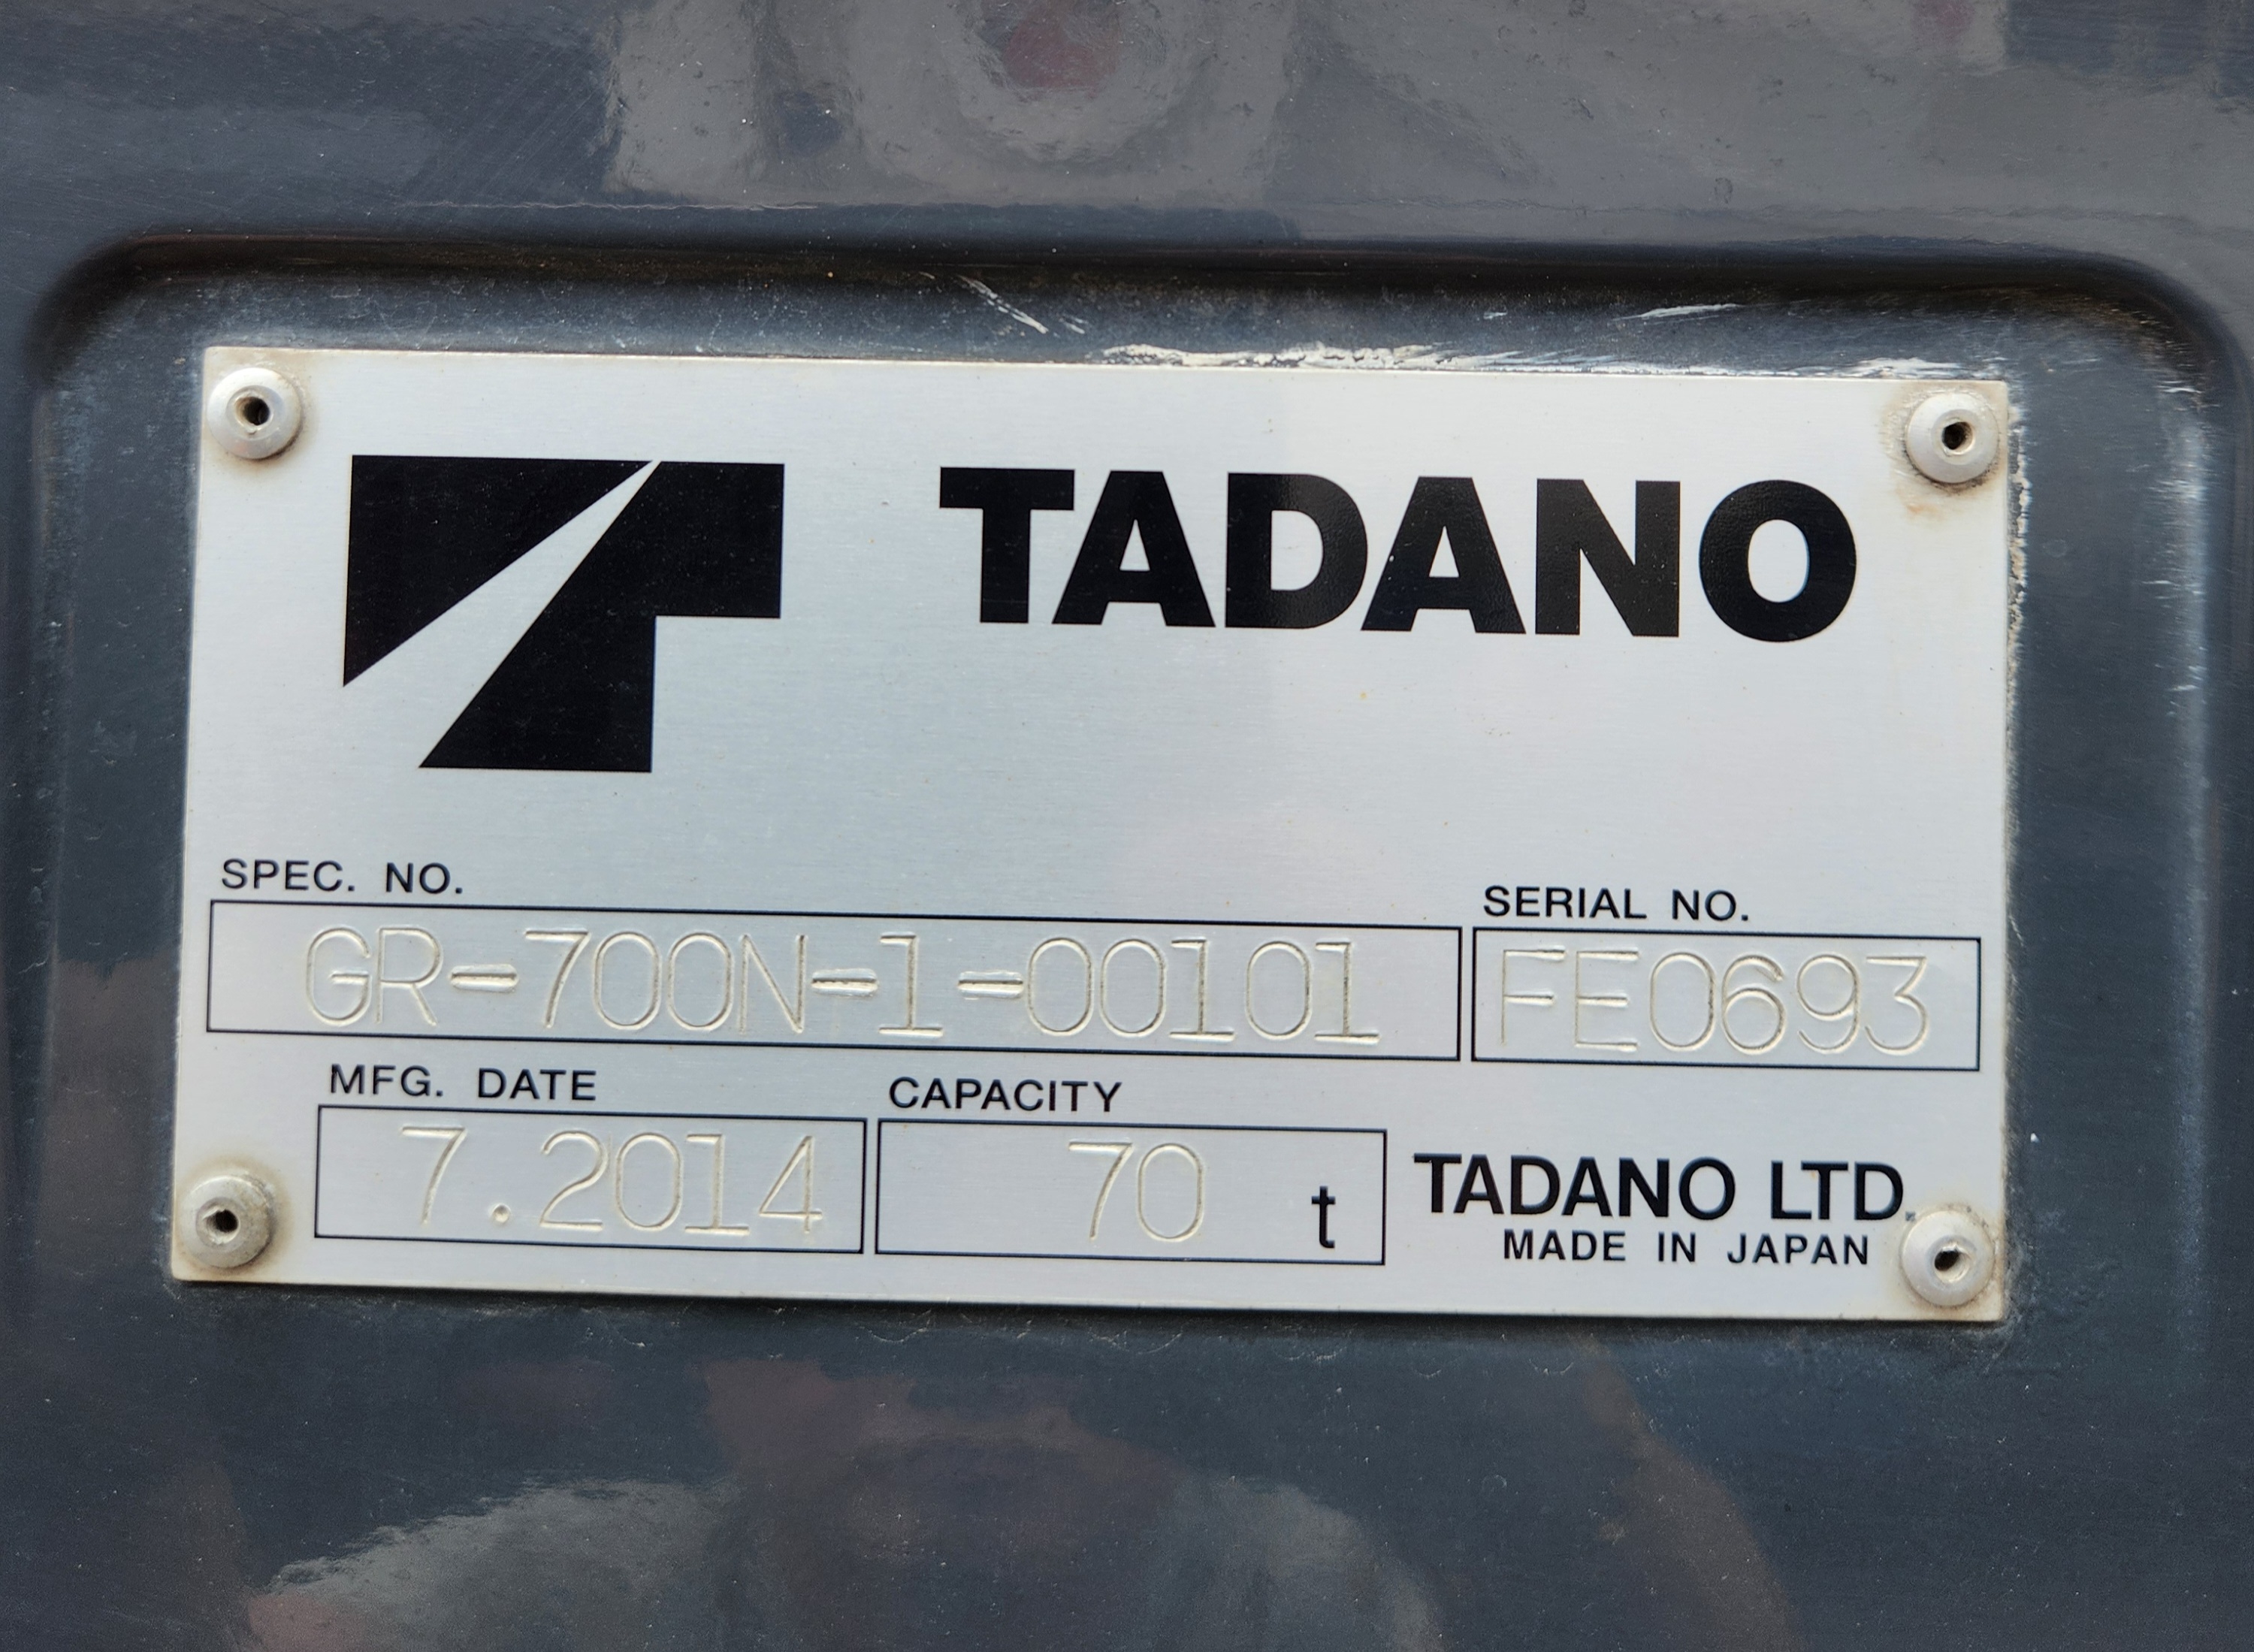 TADANO
SPEC. NO.
GR-700N-1-00101
SERIAL NO.
FE0693
MFG. DATE
7.2014
CAPACITY
70 t
TADANO LTD.
MADE IN JAPAN